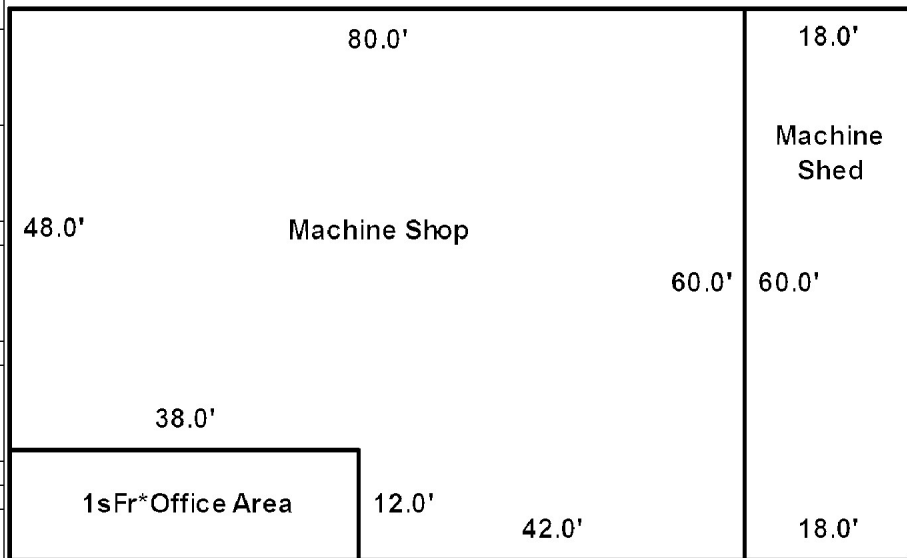 80.0'
18.0'
Machine
Shed
48.0'
Machine Shop
60.0'
60.0'
38.0'
1sFr*Office Area
12.0'
42.0'
18.0'